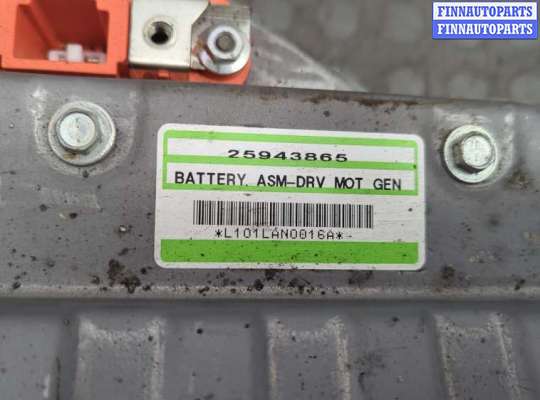 FINNAUTOPARTS
FINNAUTOPARTS
25943865
BATTERY. ASM-DRV MOT GEN
*L101LAN0016A*